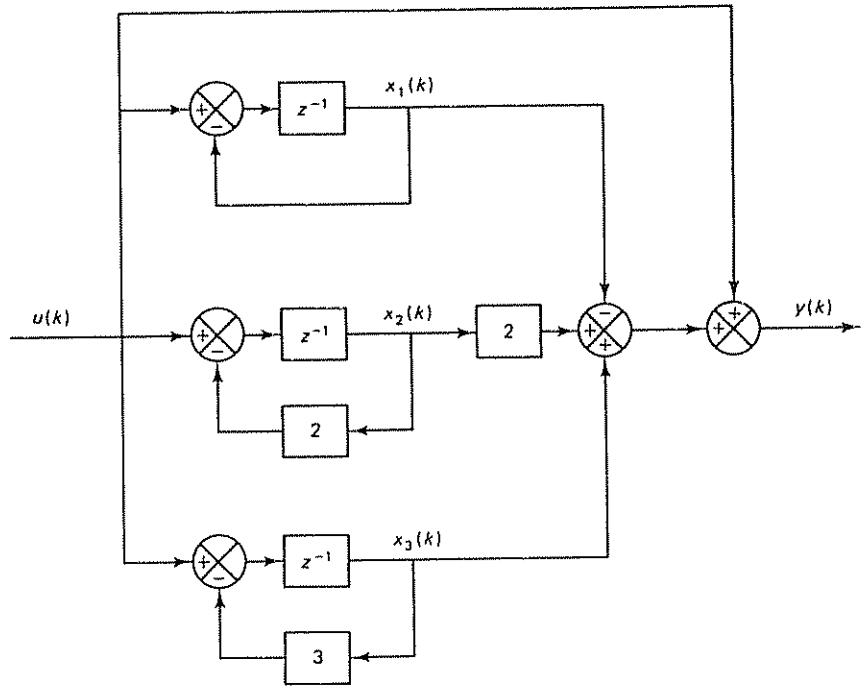 x₁(k)
+
−
z⁻¹
u(k)
x₂(k)
+
−
z⁻¹
2
−
+
+
+
+
y(k)
2
x₃(k)
+
−
z⁻¹
3